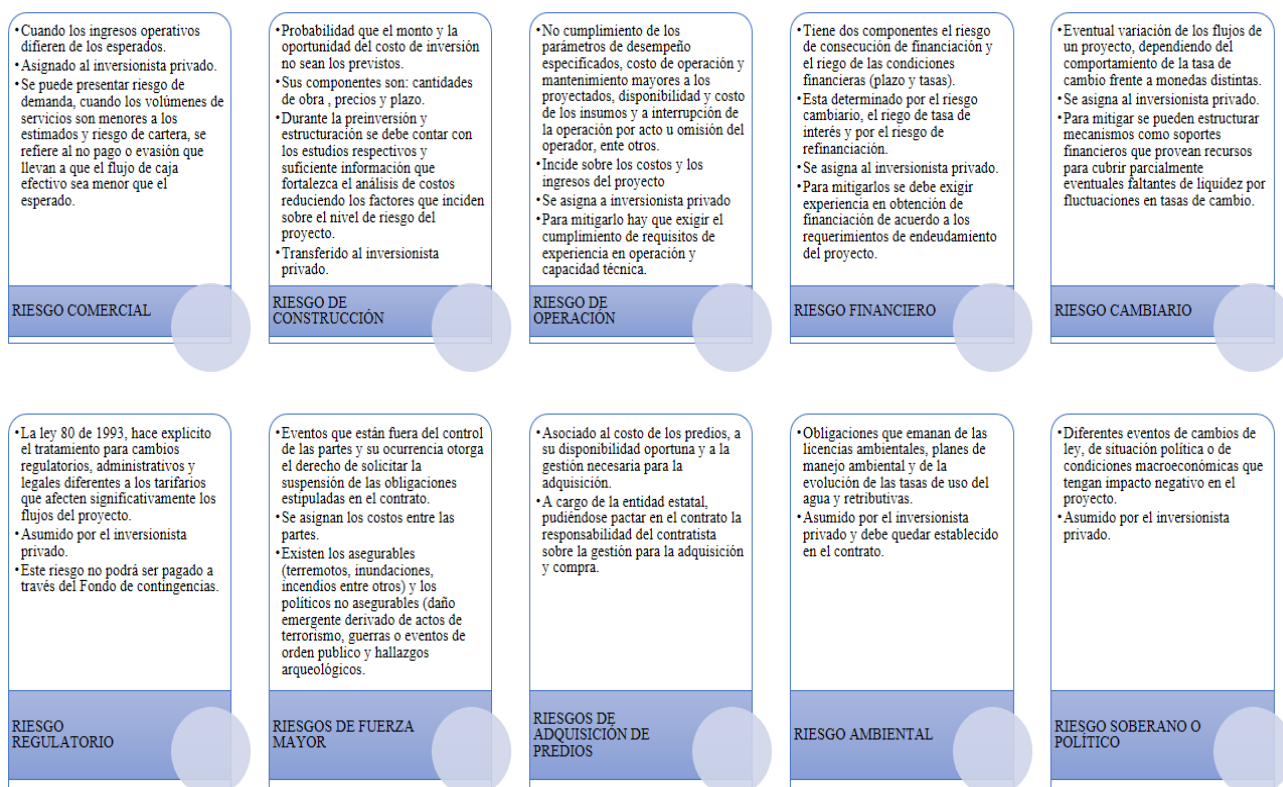 •Cuando los ingresos operativos
difieren de los esperados.
•Asignado al inversionista privado.
•Se puede presentar riesgo de
demanda, cuando los volúmenes de
servicios son menores a los
estimados y riesgo de cartera, se
refiere al no pago o evasión que
llevan a que el flujo de caja
efectivo sea menor que el
esperado.
RIESGO COMERCIAL
•Probabilidad que el monto y la
oportunidad del costo de inversión
no sean los previstos.
•Sus componentes son: cantidades
de obra , precios y plazo.
•Durante la preinversión y
estructuración se debe contar con
los estudios respectivos y
suficiente información que
fortalezca el análisis de costos
reduciendo los factores que inciden
sobre el nivel de riesgo del
proyecto.
•Transferido al inversionista
privado.
RIESGO DE
CONSTRUCCIÓN
•No cumplimiento de los
parámetros de desempeño
especificados, costo de operación y
mantenimiento mayores a los
proyectados, disponibilidad y costo
de los insumos y a interrupción de
la operación por acto u omisión del
operador, ente otros.
•Incide sobre los costos y los
ingresos del proyecto
•Se asigna a inversionista privado
•Para mitigarlo hay que exigir el
cumplimiento de requisitos de
experiencia en operación y
capacidad técnica.
RIESGO DE
OPERACIÓN
•Tiene dos componentes el riesgo
de consecución de financiación y
el riego de las condiciones
financieras (plazo y tasas).
•Esta determinado por el riesgo
cambiario, el riego de tasa de
interés y por el riesgo de
refinanciación.
•Se asigna al inversionista privado.
•Para mitigarlos se debe exigir
experiencia en obtención de
financiación de acuerdo a los
requerimientos de endeudamiento
del proyecto.
RIESGO FINANCIERO
•Eventual variación de los flujos de
un proyecto, dependiendo del
comportamiento de la tasa de
cambio frente a monedas distintas.
•Se asigna al inversionista privado.
•Para mitigar se pueden estructurar
mecanismos como soportes
financieros que provean recursos
para cubrir parcialmente
eventuales faltantes de liquidez por
fluctuaciones en tasas de cambio.
RIESGO CAMBIARIO
•La ley 80 de 1993, hace explicito
el tratamiento para cambios
regulatorios, administrativos y
legales diferentes a los tarifarios
que afecten significativamente los
flujos del proyecto.
•Asumido por el inversionista
privado.
•Este riesgo no podrá ser pagado a
través del Fondo de contingencias.
RIESGO
REGULATORIO
•Eventos que están fuera del control
de las partes y su ocurrencia otorga
el derecho de solicitar la
suspensión de las obligaciones
estipuladas en el contrato.
•Se asignan los costos entre las
partes.
•Existen los asegurables
(terremotos, inundaciones,
incendios entre otros) y los
políticos no asegurables (daño
emergente derivado de actos de
terrorismo, guerras o eventos de
orden publico y hallazgos
arqueológicos.
RIESGOS DE FUERZA
MAYOR
•Asociado al costo de los predios, a
su disponibilidad oportuna y a la
gestión necesaria para la
adquisición.
•A cargo de la entidad estatal,
pudiéndose pactar en el contrato la
responsabilidad del contratista
sobre la gestión para la adquisición
y compra.
RIESGOS DE
ADQUISICIÓN DE
PREDIOS
•Obligaciones que emanan de las
licencias ambientales, planes de
manejo ambiental y de la
evolución de las tasas de uso del
agua y retributivas.
•Asumido por el inversionista
privado y debe quedar establecido
en el contrato.
RIESGO AMBIENTAL
•Diferentes eventos de cambios de
ley, de situación política o de
condiciones macroeconómicas que
tengan impacto negativo en el
proyecto.
•Asumido por el inversionista
privado.
RIESGO SOBERANO O
POLÍTICO